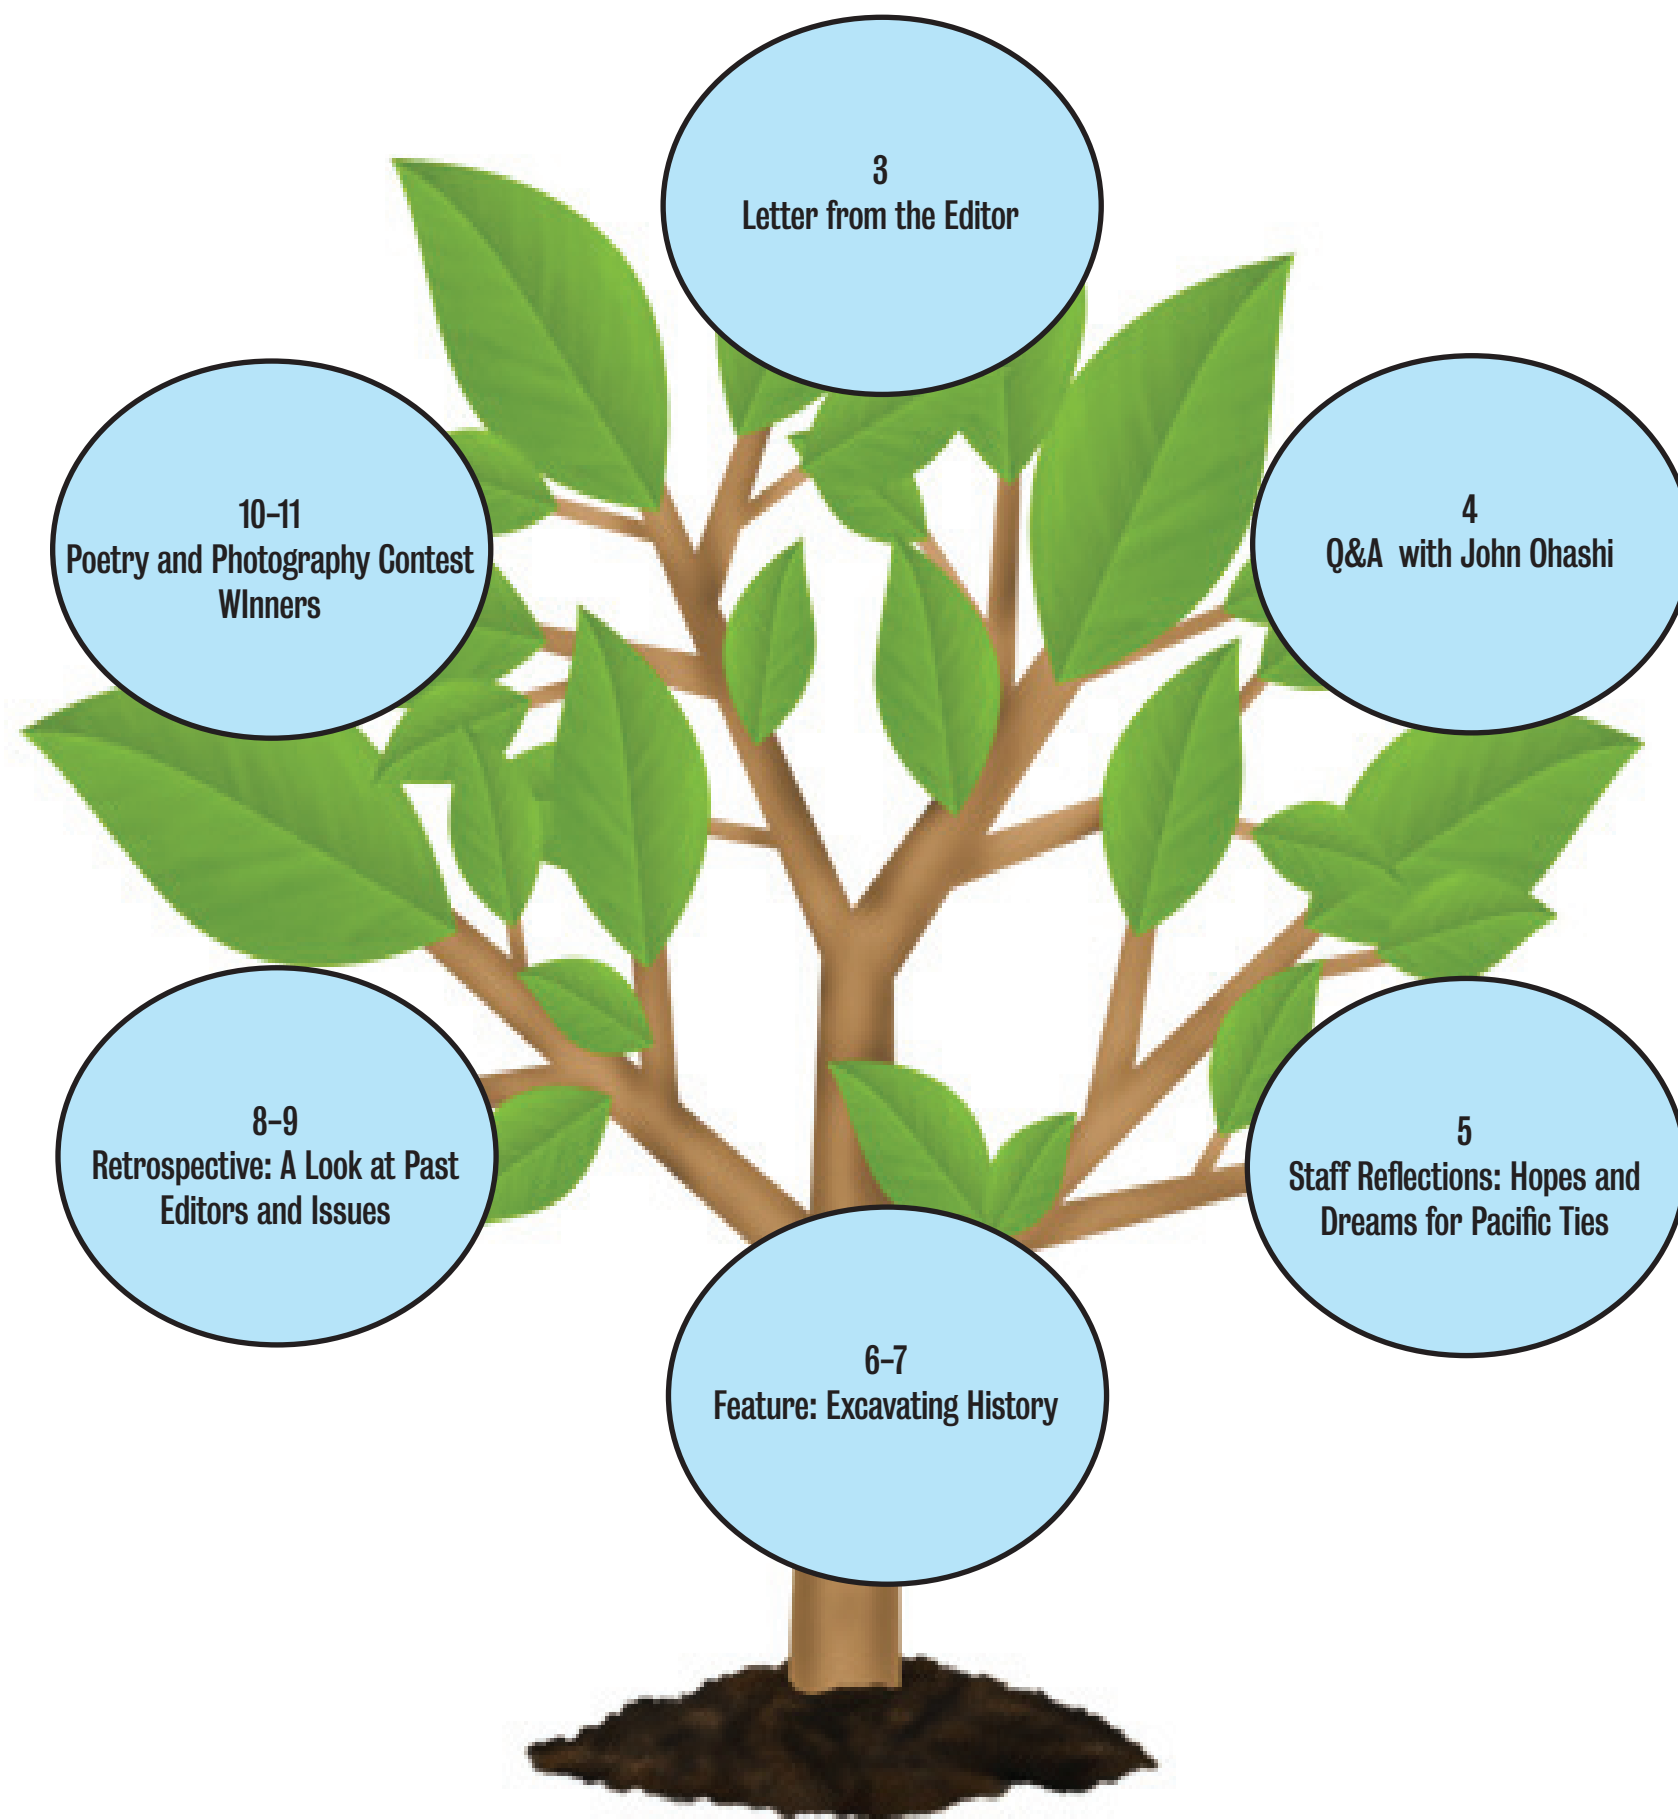 3
Letter from the Editor
4
Q&A with John Ohashi
5
Staff Reflections: Hopes and
Dreams for Pacific Ties
6-7
Feature: Excavating History
8-9
Retrospective: A Look at Past
Editors and Issues
10-11
Poetry and Photography Contest
WInners